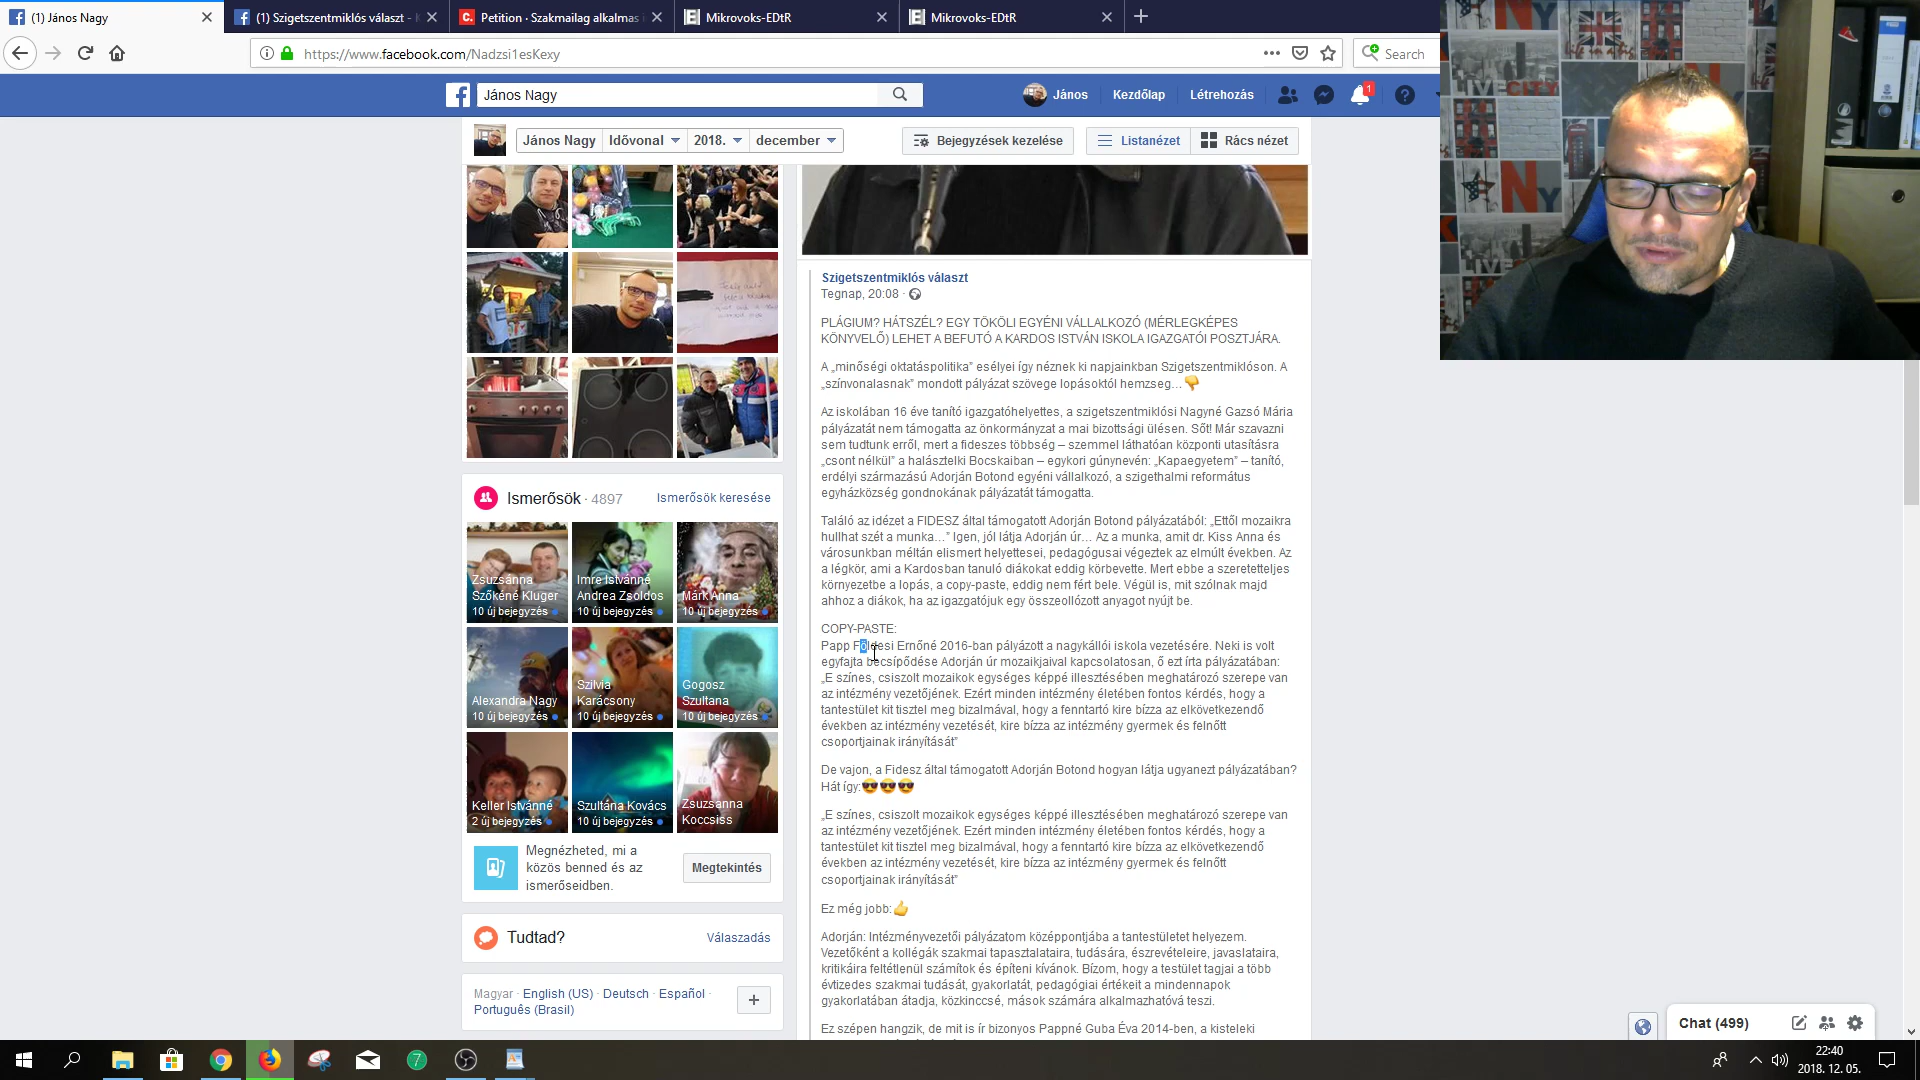 (1) János Nagy
(1) Szigetszentmiklós választ -
Petition · Szakmailag alkalmas
Mikrovoks-EDtR
Mikrovoks-EDtR
https://www.facebook.com/Nadzsi1esKexy
Search
János Nagy
János
Kezdőlap
Létrehozás
1
János Nagy
Idővonal
2018.
december
Bejegyzések kezelése
Listanézet
Rács nézet
LIVE CITY
NY
LIVE
Ismerősök · 4897
Ismerősök keresése
Zsuzsánna
Szőkéné Kluger
10 új bejegyzés
Imre Istvánné
Andrea Zsoldos
10 új bejegyzés
Márk Anna
10 új bejegyzés
Alexandra Nagy
10 új bejegyzés
Szilvia
Karácsony
10 új bejegyzés
Gogosz
Szultana
10 új bejegyzés
Keller Istvánné
2 új bejegyzés
Szultána Kovács
10 új bejegyzés
Zsuzsanna
Koccsiss
Megnézheted, mi a
közös benned és az
ismerőseidben.
Megtekintés
Tudtad?
Válaszadás
Magyar · English (US) · Deutsch · Español ·
Português (Brasil)
Szigetszentmiklós választ
Tegnap, 20:08 ·
PLÁGIUM? HÁTSZÉL? EGY TÖKÖLI EGYÉNI VÁLLALKOZÓ (MÉRLEGKÉPES
KÖNYVELŐ) LEHET A BEFUTÓ A KARDOS ISTVÁN ISKOLA IGAZGATÓI POSZTJÁRA.
A „minőségi oktatáspolitika” esélyei így néznek ki napjainkban Szigetszentmiklóson. A
„színvonalasnak” mondott pályázat szövege lopásoktól hemzseg…👎
Az iskolában 16 éve tanító igazgatóhelyettes, a szigetszentmiklósi Nagyné Gazsó Mária
pályázatát nem támogatta az önkormányzat a mai bizottsági ülésen. Sőt! Már szavazni
sem tudtunk erről, mert a fideszes többség – szemmel láthatóan központi utasításra
„csont nélkül” a halásztelki Bocskaiban – egykori gúnynevén: „Kapaegyetem” – tanító,
erdélyi származású Adorján Botond egyéni vállalkozó, a szigethalmi református
egyházközség gondnokának pályázatát támogatta.
Találó az idézet a FIDESZ által támogatott Adorján Botond pályázatából: „Ettől mozaikra
hullhat szét a munka…” Igen, jól látja Adorján úr… Az a munka, amit dr. Kiss Anna és
városunkban méltán elismert helyettesei, pedagógusai végeztek az elmúlt években. Az
a légkör, ami a Kardosban tanuló diákokat eddig körbevette. Mert ebbe a szeretetteljes
környezetbe a lopás, a copy-paste, eddig nem fért bele. Végül is, mit szólnak majd
ahhoz a diákok, ha az igazgatójuk egy összeollózott anyagot nyújt be.
COPY-PASTE:
Papp Földesi Ernőné 2016-ban pályázott a nagykállói iskola vezetésére. Neki is volt
egyfajta becsípődése Adorján úr mozaikjaival kapcsolatosan, ő ezt írta pályázatában:
„E színes, csiszolt mozaikok egységes képpé illesztésében meghatározó szerepe van
az intézmény vezetőjének. Ezért minden intézmény életében fontos kérdés, hogy a
tantestület kit tisztel meg bizalmával, hogy a fenntartó kire bízza az elkövetkezendő
években az intézmény vezetését, kire bízza az intézmény gyermek és felnőtt
csoportjainak irányítását”
De vajon, a Fidesz által támogatott Adorján Botond hogyan látja ugyanezt pályázatában?
Hát így:😎😎😎
„E színes, csiszolt mozaikok egységes képpé illesztésében meghatározó szerepe van
az intézmény vezetőjének. Ezért minden intézmény életében fontos kérdés, hogy a
tantestület kit tisztel meg bizalmával, hogy a fenntartó kire bízza az elkövetkezendő
években az intézmény vezetését, kire bízza az intézmény gyermek és felnőtt
csoportjainak irányítását”
Ez még jobb:👍
Adorján: Intézményvezetői pályázatom középpontjába a tantestületet helyezem.
Vezetőként a kollégák szakmai tapasztalataira, tudására, észrevételeire, javaslataira,
kritikáira feltétlenül számítok és építeni kívánok. Bízom, hogy a testület tagjai a több
évtizedes szakmai tudását, gyakorlatát, pedagógiai értékeit a mindennapok
gyakorlatában átadja, közkinccsé, mások számára alkalmazhatóvá teszi.
Ez szépen hangzik, de mit is ír bizonyos Pappné Guba Éva 2014-ben, a kisteleki
Chat (499)
22:40
2018. 12. 05.